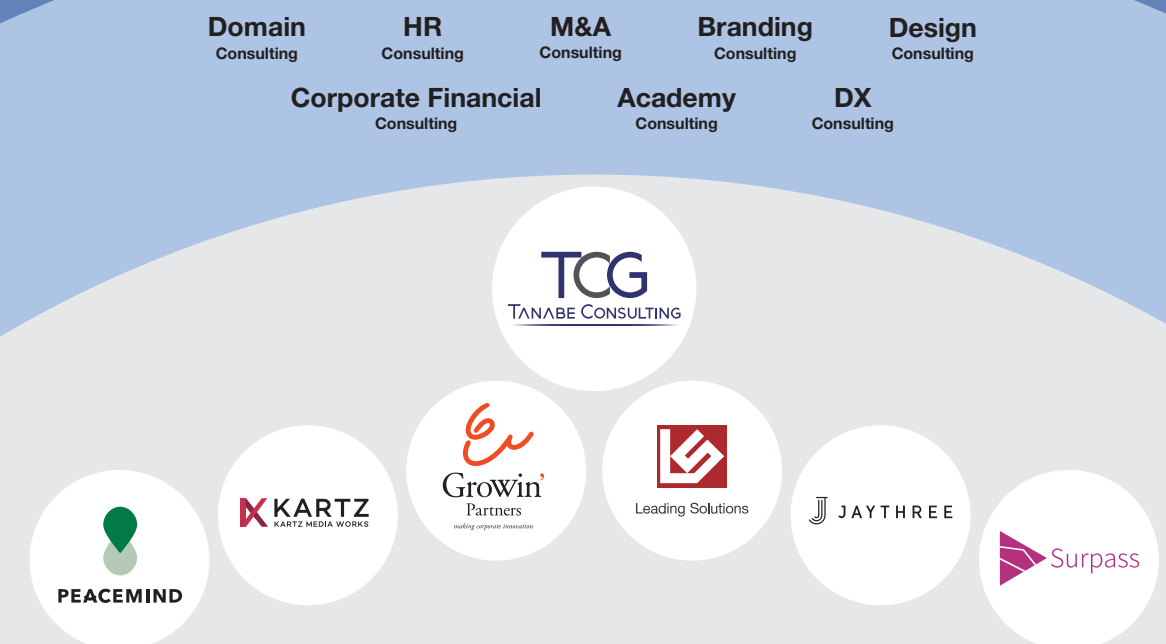 Domain HR M&A Branding Design
Consulting Consulting Consulting Consulting Consulting
Corporate Financial Academy DX
Consulting Consulting Consulting
TCG
TANABE CONSULTING
Growin'
Partners
making corporate innovation
Leading Solutions
KARTZ
KARTZ MEDIA WORKS
JAYTHREE
PEACEMIND
Surpass